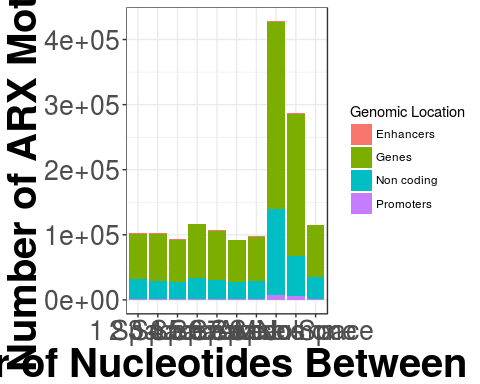 Number of ARX Mot
4e+05
3e+05
2e+05
1e+05
0e+00
r of Nucleotides Between
Genomic Location
Enhancers
Genes
Non coding
Promoters